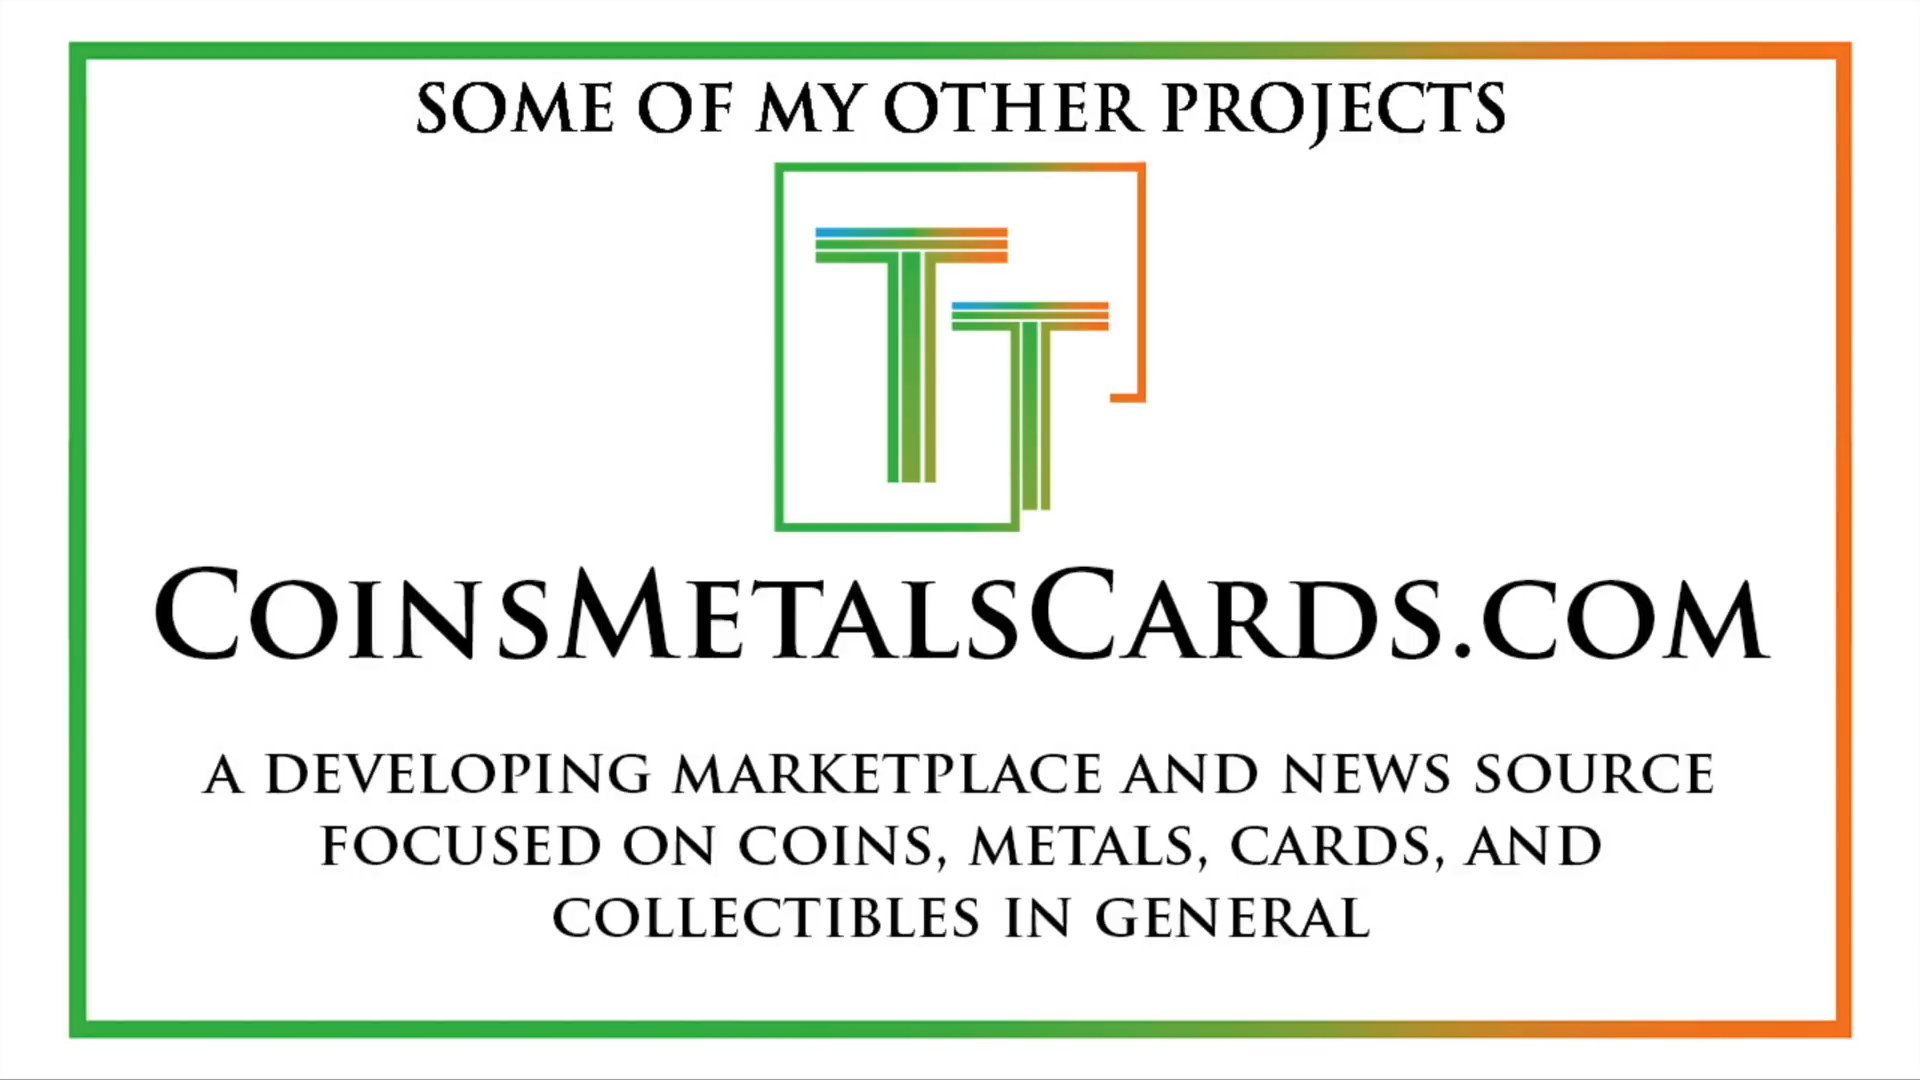 SOME OF MY OTHER PROJECTS
TT
COINSMETALSCARDS.COM
A DEVELOPING MARKETPLACE AND NEWS SOURCE
FOCUSED ON COINS, METALS, CARDS, AND
COLLECTIBLES IN GENERAL